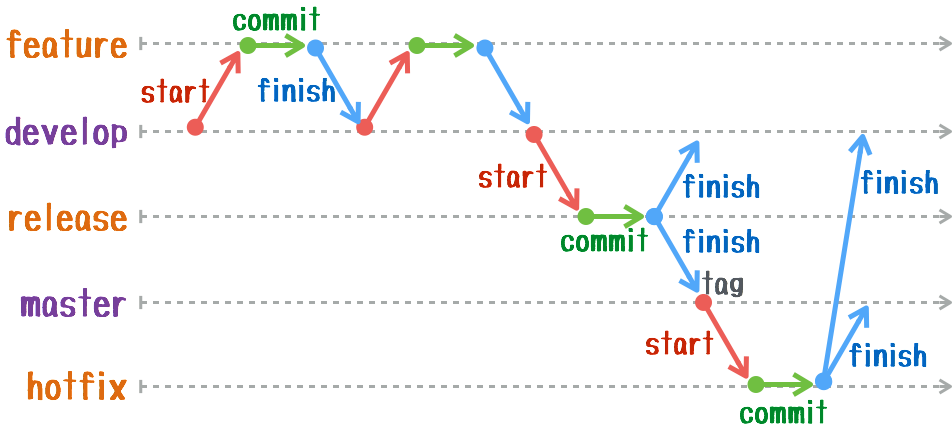 commit
feature
start
finish
develop
start
finish
finish
release
commit
finish
tag
master
start
finish
hotfix
commit